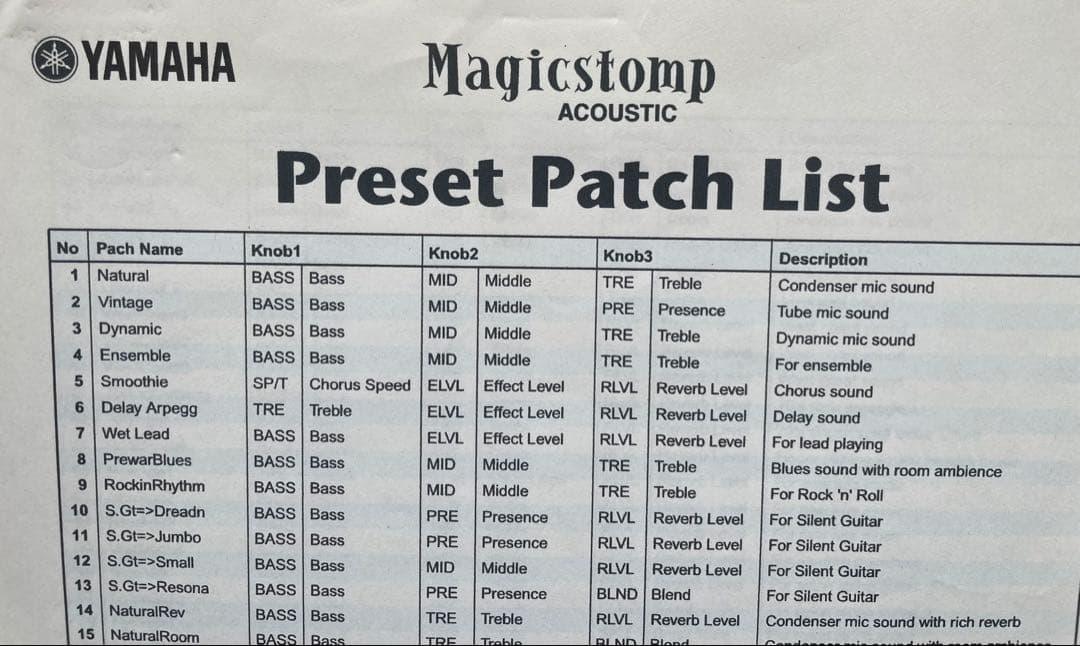 YAMAHA
Magicstomp
ACOUSTIC
Preset Patch List
No Pach Name Knob1 Knob2 Knob3 Description
1 Natural BASS Bass MID Middle TRE Treble Condenser mic sound
2 Vintage BASS Bass MID Middle PRE Presence Tube mic sound
3 Dynamic BASS Bass MID Middle TRE Treble Dynamic mic sound
4 Ensemble BASS Bass MID Middle TRE Treble For ensemble
5 Smoothie SP/T Chorus Speed ELVL Effect Level RLVL Reverb Level Chorus sound
6 Delay Arpegg TRE Treble ELVL Effect Level RLVL Reverb Level Delay sound
7 Wet Lead BASS Bass ELVL Effect Level RLVL Reverb Level For lead playing
8 PrewarBlues BASS Bass MID Middle TRE Treble Blues sound with room ambience
9 RockinRhythm BASS Bass MID Middle TRE Treble For Rock 'n' Roll
10 S.Gt=>Dreadn BASS Bass PRE Presence RLVL Reverb Level For Silent Guitar
11 S.Gt=>Jumbo BASS Bass PRE Presence RLVL Reverb Level For Silent Guitar
12 S.Gt=>Small BASS Bass MID Middle RLVL Reverb Level For Silent Guitar
13 S.Gt=>Resona BASS Bass PRE Presence BLND Blend For Silent Guitar
14 NaturalRev BASS Bass TRE Treble RLVL Reverb Level Condenser mic sound with rich reverb
15 NaturalRoom BASS Bass TRE Treble BLND Blend Condenser mic sound with room ambience